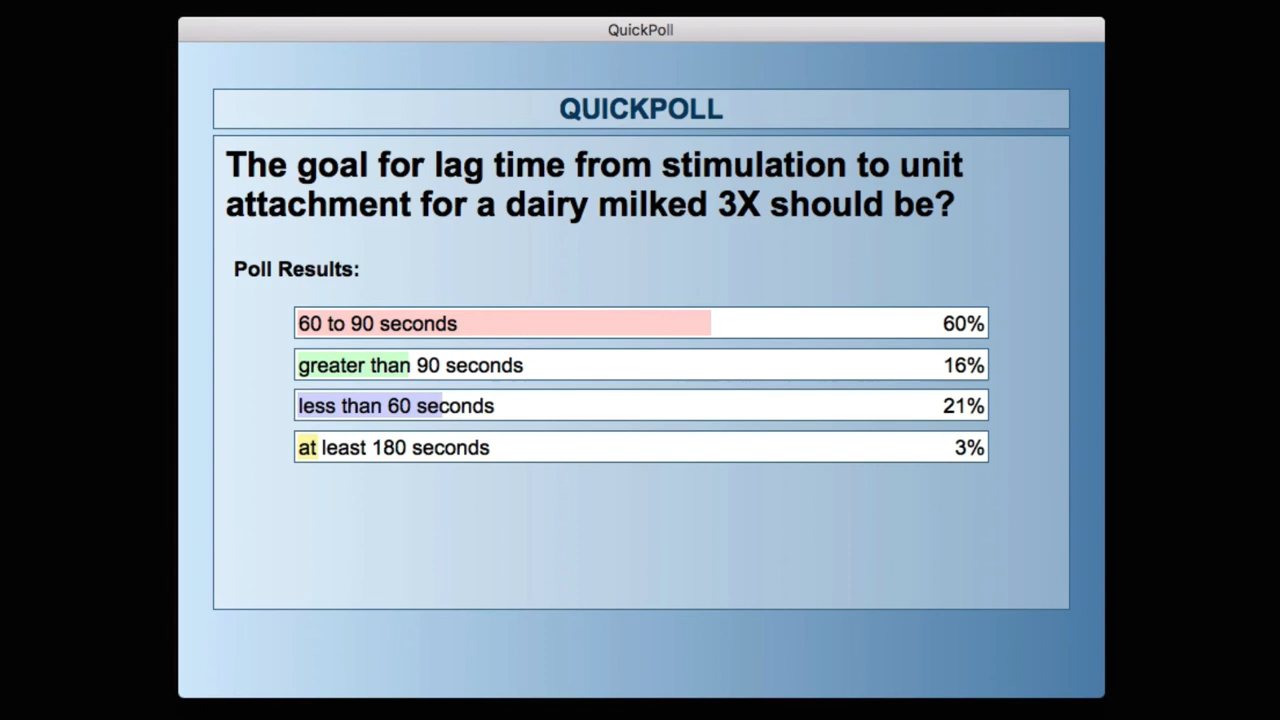 QuickPoll
QUICKPOLL
The goal for lag time from stimulation to unit
attachment for a dairy milked 3X should be?
Poll Results:
60 to 90 seconds 60%
greater than 90 seconds 16%
less than 60 seconds 21%
at least 180 seconds 3%